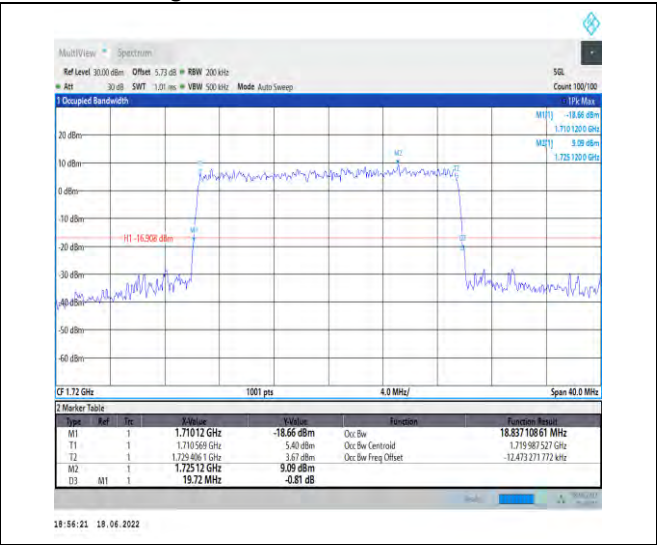 MultiView Spectrum
Ref Level 30.00 dBm Offset 5.73 dB RBW 200 kHz SGL
Att 30 dB SWT 1.01 ms VBW 500 kHz Mode Auto Sweep Count 100/100
1 Occupied Bandwidth 1Pk Max
M1[1] -18.66 dBm
1.710 120 0 GHz
M2[1] 9.09 dBm
1.725 120 0 GHz
20 dBm
M2
10 dBm
T2
0 dBm
-10 dBm
M1
H1 -16.908 dBm
D3
-20 dBm
-30 dBm
-40 dBm
-50 dBm
-60 dBm
CF 1.72 GHz 1001 pts 4.0 MHz/ Span 40.0 MHz
2 Marker Table
Type Ref Trc X-Value Y-Value Function Function Result
M1 1 1.71012 GHz -18.66 dBm Occ Bw 18.837 108 61 MHz
T1 1 1.710 569 GHz 5.40 dBm Occ Bw Centroid 1.719 987 527 GHz
T2 1 1.729 406 1 GHz 3.67 dBm Occ Bw Freq Offset -12.473 271 772 kHz
M2 1 1.72512 GHz 9.09 dBm
D3 M1 1 19.72 MHz -0.81 dB
18:56:21 18.06.2022